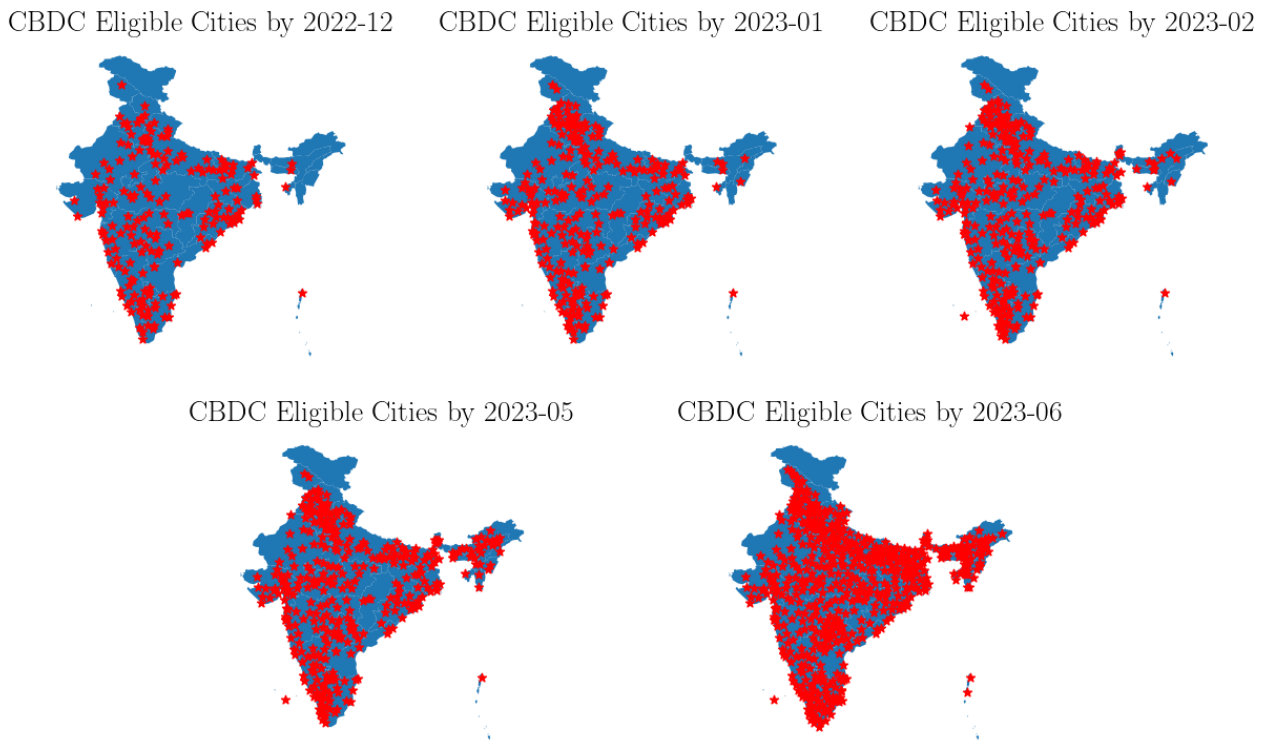 CBDC Eligible Cities by 2022-12
CBDC Eligible Cities by 2023-01
CBDC Eligible Cities by 2023-02
CBDC Eligible Cities by 2023-05
CBDC Eligible Cities by 2023-06